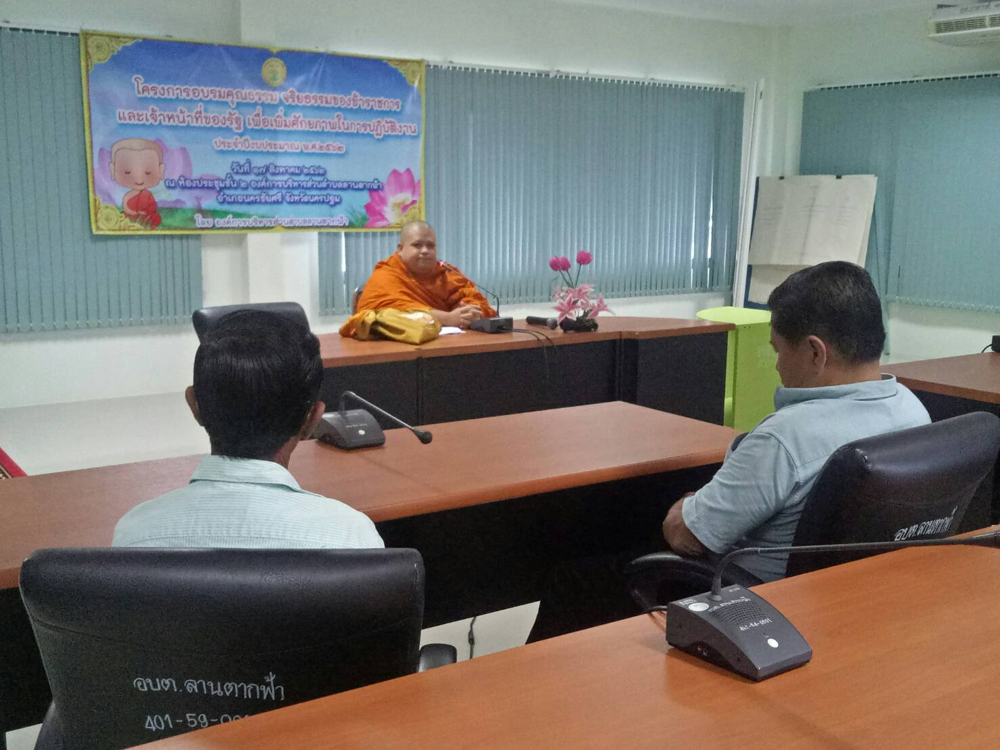 โครงการอบรมคุณธรรม จริยธรรมของข้าราชการ
และเจ้าหน้าที่ของรัฐ เพื่อเพิ่มศักยภาพในการปฏิบัติงาน
ประจำปีงบประมาณ พ.ศ.๒๕๖๒
วันที่ ๑๗ สิงหาคม ๒๕๖๒
ณ ห้องประชุมชั้น ๒ องค์การบริหารส่วนตำบลลานตากฟ้า
อำเภอนครชัยศรี จังหวัดนครปฐม
โดย องค์การบริหารส่วนตำบลลานตากฟ้า
อบต.ลานตากฟ้า
NTS
อบต.ลานตากฟ้า
462-54-0001
อบต.ลานตากฟ้า
401-59-00